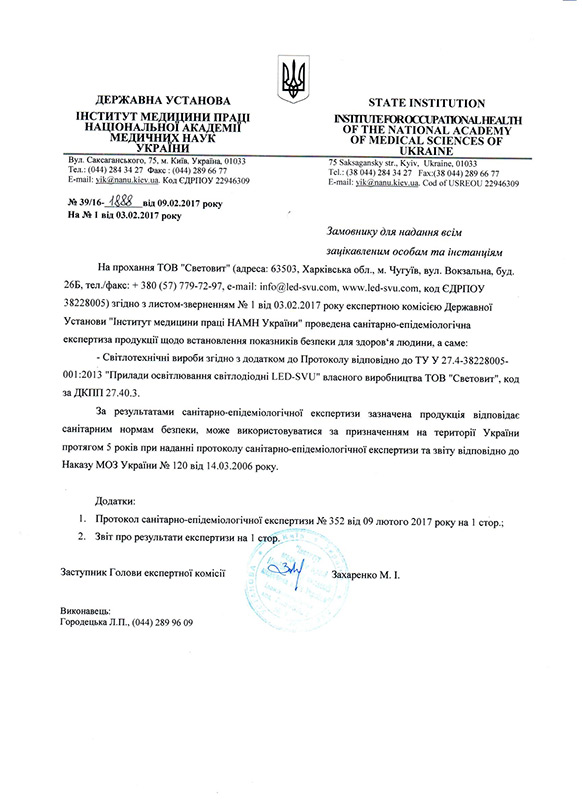 ДЕРЖАВНА УСТАНОВА
ІНСТИТУТ МЕДИЦИНИ ПРАЦІ
НАЦІОНАЛЬНОЇ АКАДЕМІЇ
МЕДИЧНИХ НАУК
УКРАЇНИ
Вул. Саксаганського, 75, м. Київ, Україна, 01033
Тел.: (044) 284 34 27 Факс : (044) 289 66 77
E-mail: yik@nanu.kiev.ua. Код ЄДРПОУ 22946309
STATE INSTITUTION
INSTITUTE FOR OCCUPATIONAL HEALTH
OF THE NATIONAL ACADEMY
OF MEDICAL SCIENCES OF
UKRAINE
75 Saksagansky str., Kyiv, Ukraine, 01033
Tel.: (38 044) 284 34 27 Fax:(38 044) 289 66 77
E-mail: yik@nanu.kiev.ua. Cod of USREOU 22946309
№ 39/16-1888 від 09.02.2017 року
На № 1 від 03.02.2017 року
Замовнику для надання всім
зацікавленим особам та інстанціям
На прохання ТОВ "Световит" (адреса: 63503, Харківська обл., м. Чугуїв, вул. Вокзальна, буд.
26Б, тел./факс: + 380 (57) 779-72-97, e-mail: info@led-svu.com, www.led-svu.com, код ЄДРПОУ
38228005) згідно з листом-зверненням № 1 від 03.02.2017 року експертною комісією Державної
Установи "Інститут медицини праці НАМН України" проведена санітарно-епідеміологічна
експертиза продукції щодо встановлення показників безпеки для здоров'я людини, а саме:
- Світлотехнічні вироби згідно з додатком до Протоколу відповідно до ТУ У 27.4-38228005-
001:2013 "Прилади освітлювання світлодіодні LED-SVU" власного виробництва ТОВ "Световит", код
за ДКПП 27.40.3.
За результатами санітарно-епідеміологічної експертизи зазначена продукція відповідає
санітарним нормам безпеки, може використовуватися за призначенням на території України
протягом 5 років при наданні протоколу санітарно-епідеміологічної експертизи та звіту відповідно до
Наказу МОЗ України № 120 від 14.03.2006 року.
Додатки:
1. Протокол санітарно-епідеміологічної експертизи № 352 від 09 лютого 2017 року на 1 стор.;
2. Звіт про результати експертизи на 1 стор.
Заступник Голови експертної комісії Захаренко М. І.
Виконавець:
Городецька Л.П., (044) 289 96 09